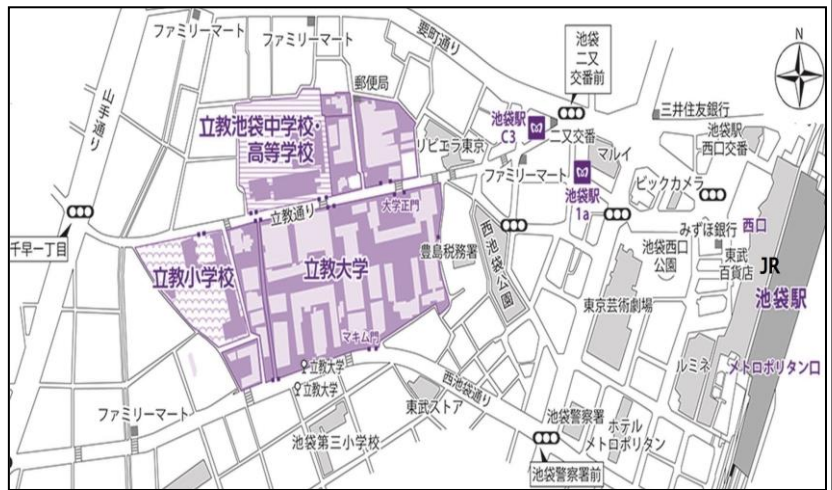 ファミリーマート
ファミリーマート
要町通り
池袋
二又
交番前
N
山手通り
郵便局
池袋駅
C3
三井住友銀行
立教池袋中学校・
高等学校
リビエラ東京
二又交番
池袋駅
西口交番
マルイ
ファミリーマート
池袋駅
1a
ビックカメラ
大学正門
立教通り
千早一丁目
豊島税務署
西池袋公園
みずほ銀行
西口
池袋西口
公園
東武
百貨店
JR
池袋駅
立教小学校
立教大学
東京芸術劇場
マキム門
立教大学
立教大学
西池袋通り
ルミネ
メトロポリタン口
ファミリーマート
東武ストア
池袋第三小学校
池袋警察署
ホテル
メトロポリタン
池袋警察署前